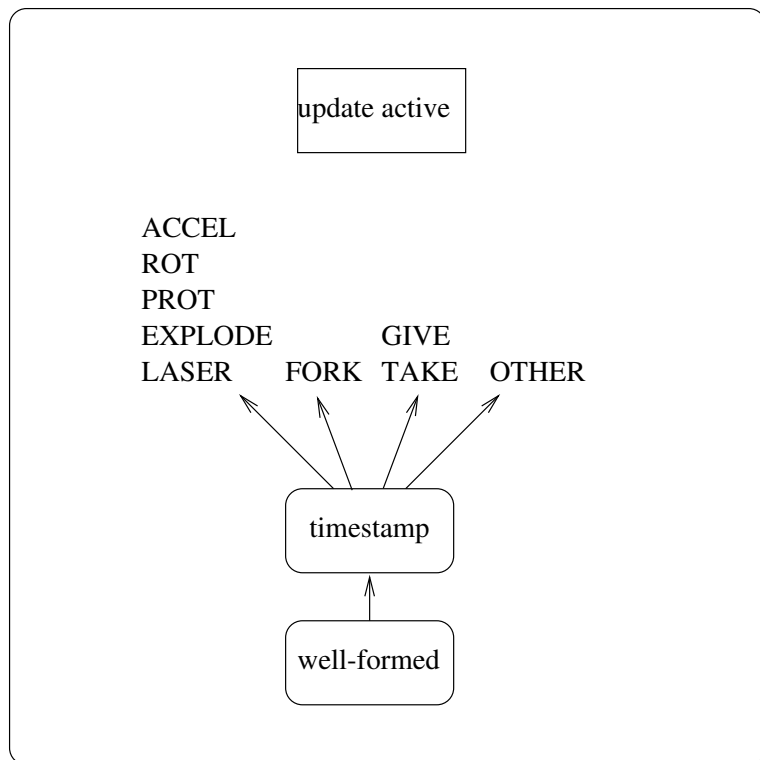 update active
ACCEL
ROT
PROT
EXPLODE GIVE
LASER FORK TAKE OTHER
timestamp
well-formed